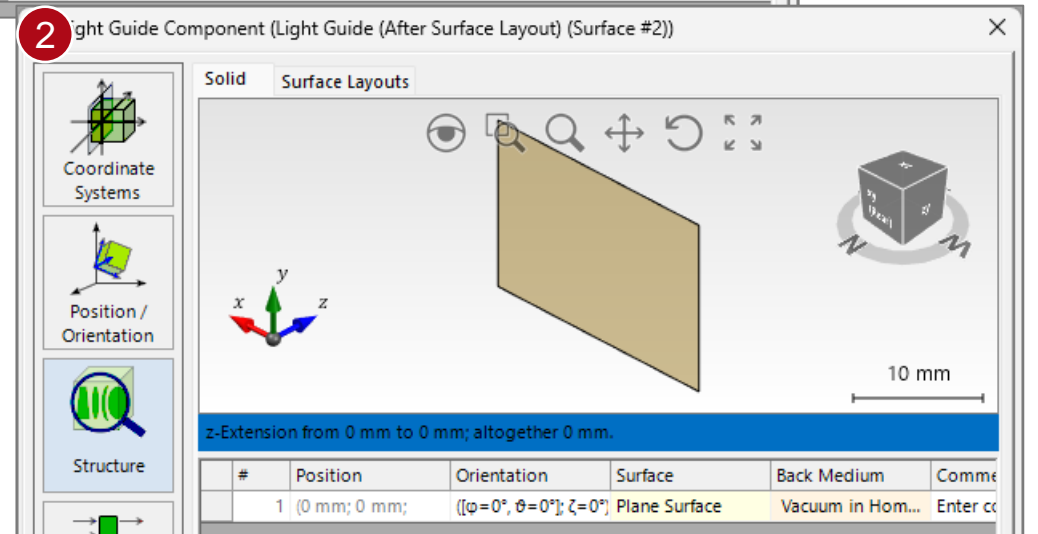 2
ght Guide Component (Light Guide (After Surface Layout) (Surface #2))
Solid
Surface Layouts
Coordinate
Systems
Position /
Orientation
Structure
y
x
z
10 mm
z-Extension from 0 mm to 0 mm; altogether 0 mm.
# Position Orientation Surface Back Medium Comme
1 (0 mm; 0 mm; ([φ=0°, ϑ=0°]; ζ=0°) Plane Surface Vacuum in Hom... Enter co